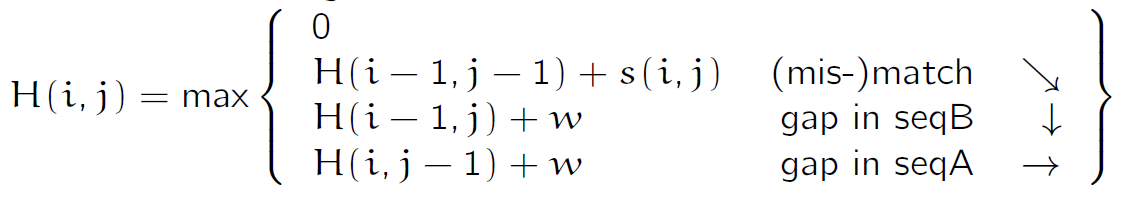 0
H(i − 1, j − 1) + s(i, j) (mis-)match ↘
H(i, j) = max
H(i − 1, j) + w gap in seqB ↓
H(i, j − 1) + w gap in seqA →